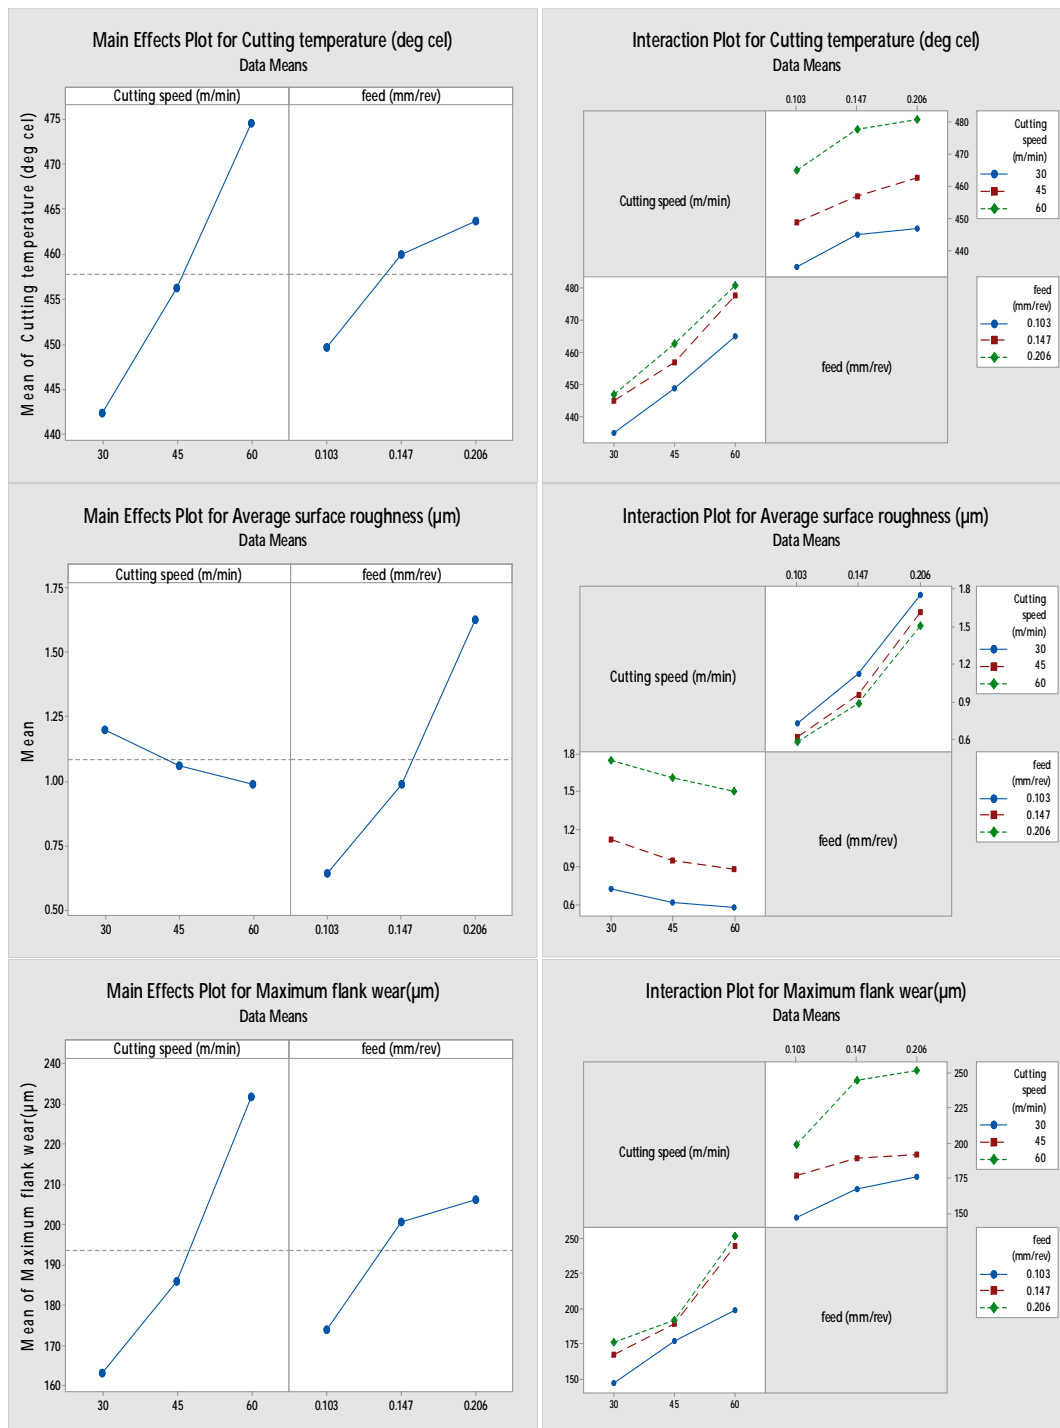 Main Effects Plot for Cutting temperature (deg cel)
Data Means
Cutting speed (m/min) feed (mm/rev)
Mean of Cutting temperature (deg cel)
475
470
465
460
455
450
445
440
30 45 60 0.103 0.147 0.206
Interaction Plot for Cutting temperature (deg cel)
Data Means
0.103 0.147 0.206
Cutting speed (m/min)
480
470
460
450
440
Cutting
speed
(m/min)
30
45
60
480
470
460
450
440
feed (mm/rev)
30 45 60
feed
(mm/rev)
0.103
0.147
0.206
Main Effects Plot for Average surface roughness (µm)
Data Means
Cutting speed (m/min) feed (mm/rev)
Mean
1.75
1.50
1.25
1.00
0.75
0.50
30 45 60 0.103 0.147 0.206
Interaction Plot for Average surface roughness (µm)
Data Means
0.103 0.147 0.206
Cutting speed (m/min)
1.8
1.5
1.2
0.9
0.6
Cutting
speed
(m/min)
30
45
60
1.8
1.5
1.2
0.9
0.6
feed (mm/rev)
30 45 60
feed
(mm/rev)
0.103
0.147
0.206
Main Effects Plot for Maximum flank wear(µm)
Data Means
Cutting speed (m/min) feed (mm/rev)
Mean of Maximum flank wear(µm)
240
230
220
210
200
190
180
170
160
30 45 60 0.103 0.147 0.206
Interaction Plot for Maximum flank wear(µm)
Data Means
0.103 0.147 0.206
Cutting speed (m/min)
250
225
200
175
150
Cutting
speed
(m/min)
30
45
60
250
225
200
175
150
feed (mm/rev)
30 45 60
feed
(mm/rev)
0.103
0.147
0.206